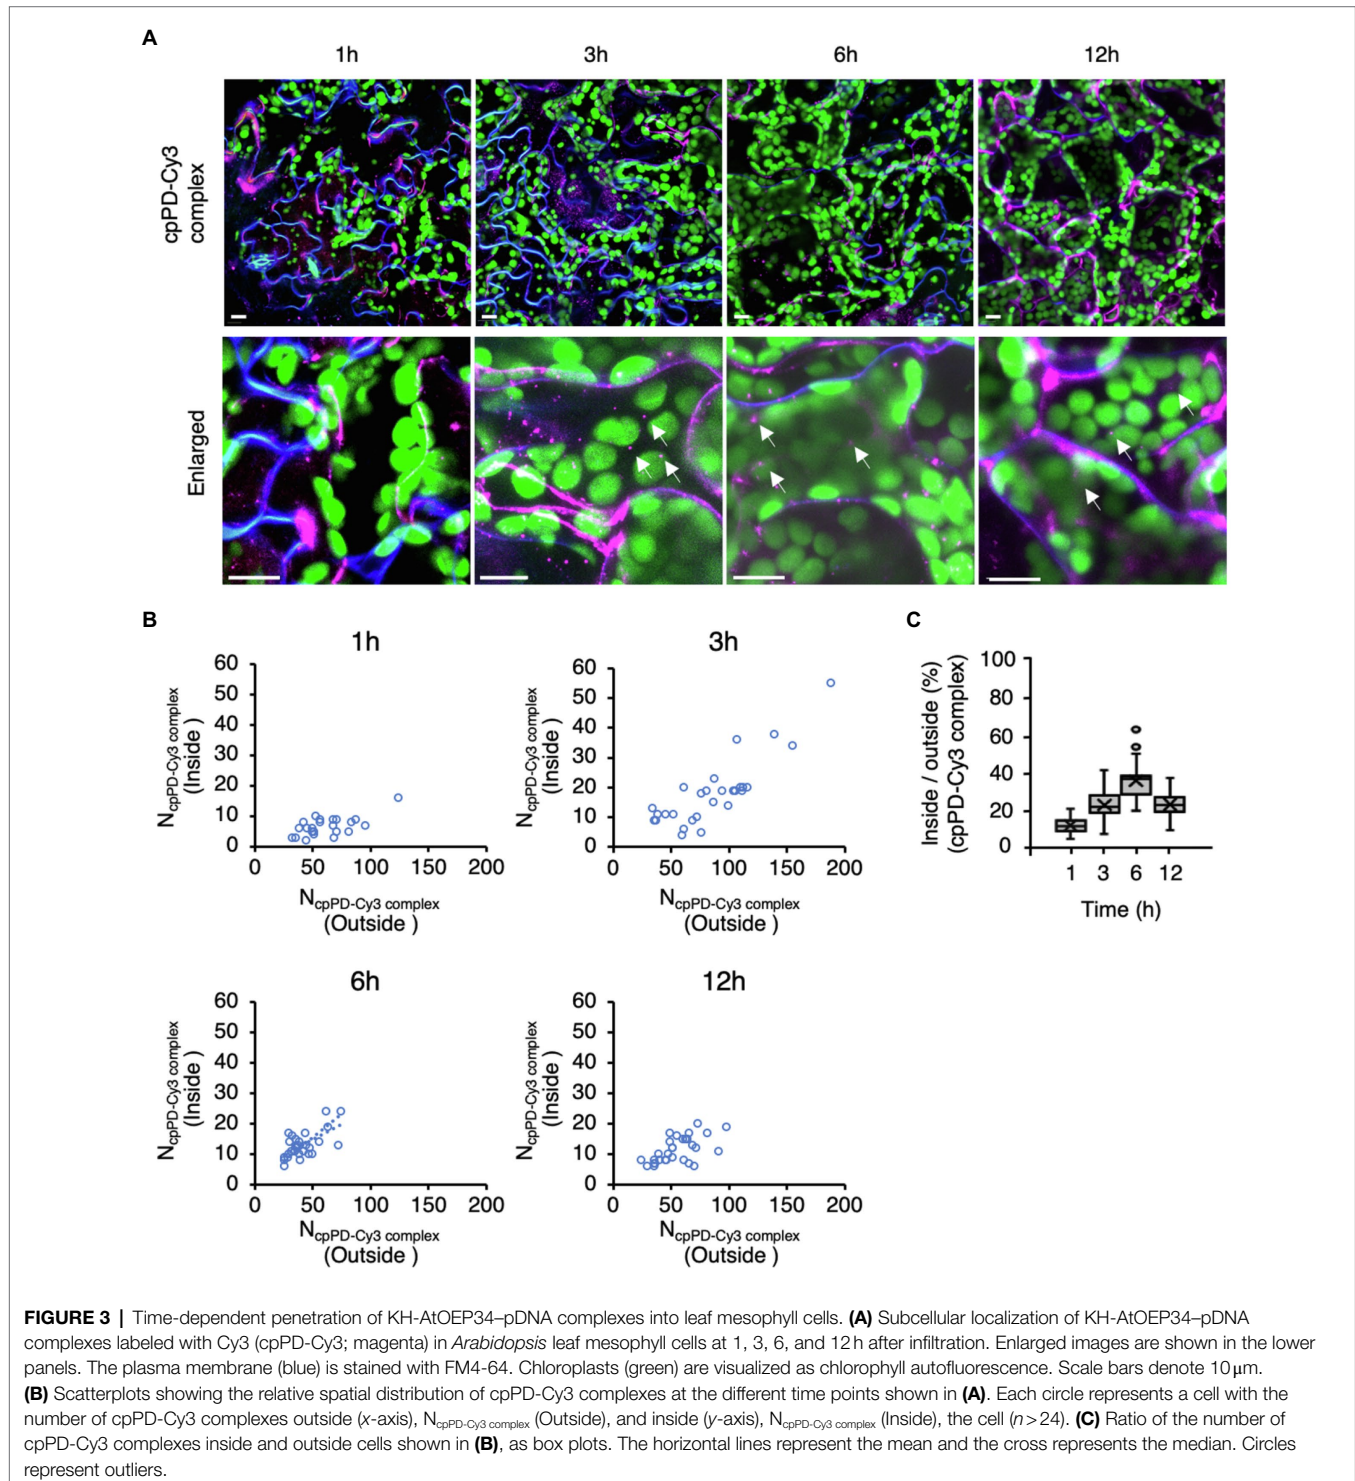 A
1h
3h
6h
12h
cpPD-Cy3
complex
Enlarged
B
1h
60
50
40
30
20
10
0
0 50 100 150 200
NcpPD-Cy3 complex
(Inside )
NcpPD-Cy3 complex
(Outside )
3h
60
50
40
30
20
10
0
0 50 100 150 200
NcpPD-Cy3 complex
(Inside )
NcpPD-Cy3 complex
(Outside )
C
Inside / outside (%)
(cpPD-Cy3 complex)
100
80
60
40
20
0
1 3 6 12
Time (h)
6h
60
50
40
30
20
10
0
0 50 100 150 200
NcpPD-Cy3 complex
(Inside )
NcpPD-Cy3 complex
(Outside )
12h
60
50
40
30
20
10
0
0 50 100 150 200
NcpPD-Cy3 complex
(Inside )
NcpPD-Cy3 complex
(Outside )
FIGURE 3 | Time-dependent penetration of KH-AtOEP34–pDNA complexes into leaf mesophyll cells. (A) Subcellular localization of KH-AtOEP34–pDNA
complexes labeled with Cy3 (cpPD-Cy3; magenta) in Arabidopsis leaf mesophyll cells at 1, 3, 6, and 12 h after infiltration. Enlarged images are shown in the lower
panels. The plasma membrane (blue) is stained with FM4-64. Chloroplasts (green) are visualized as chlorophyll autofluorescence. Scale bars denote 10 μm.
(B) Scatterplots showing the relative spatial distribution of cpPD-Cy3 complexes at the different time points shown in (A). Each circle represents a cell with the
number of cpPD-Cy3 complexes outside (x-axis), NcpPD-Cy3 complex (Outside), and inside (y-axis), NcpPD-Cy3 complex (Inside), the cell (n > 24). (C) Ratio of the number of
cpPD-Cy3 complexes inside and outside cells shown in (B), as box plots. The horizontal lines represent the mean and the cross represents the median. Circles
represent outliers.